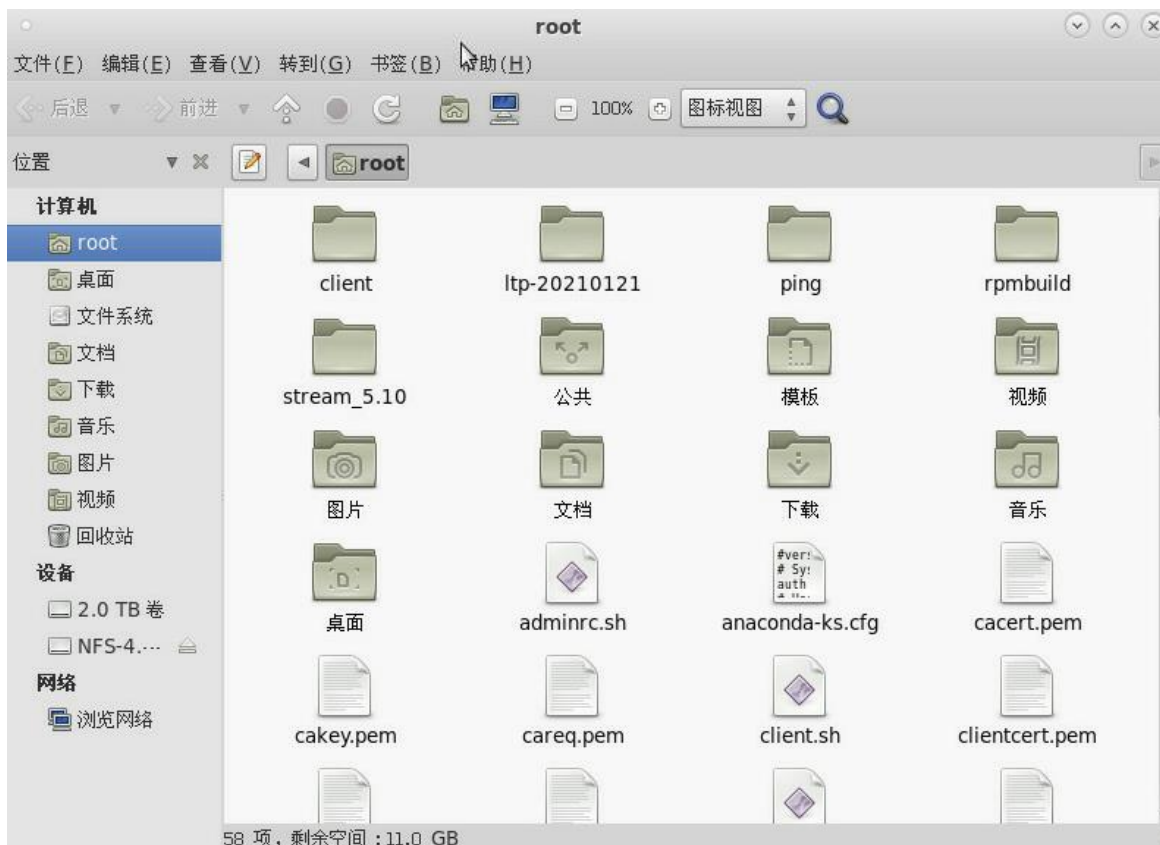 root
文件(F) 编辑(E) 查看(V) 转到(G) 书签(B) 帮助(H)
后退 前进 100% 图标视图
位置 root
计算机
root
桌面
文件系统
文档
下载
音乐
图片
视频
回收站
设备
2.0 TB 卷
NFS-4.…
网络
浏览网络
client ltp-20210121 ping rpmbuild
stream_5.10 公共 模板 视频
图片 文档 下载 音乐
#vers
# Sy
auth
桌面 adminrc.sh anaconda-ks.cfg cacert.pem
cakey.pem careq.pem client.sh clientcert.pem
58 项，剩余空间：11.0 GB